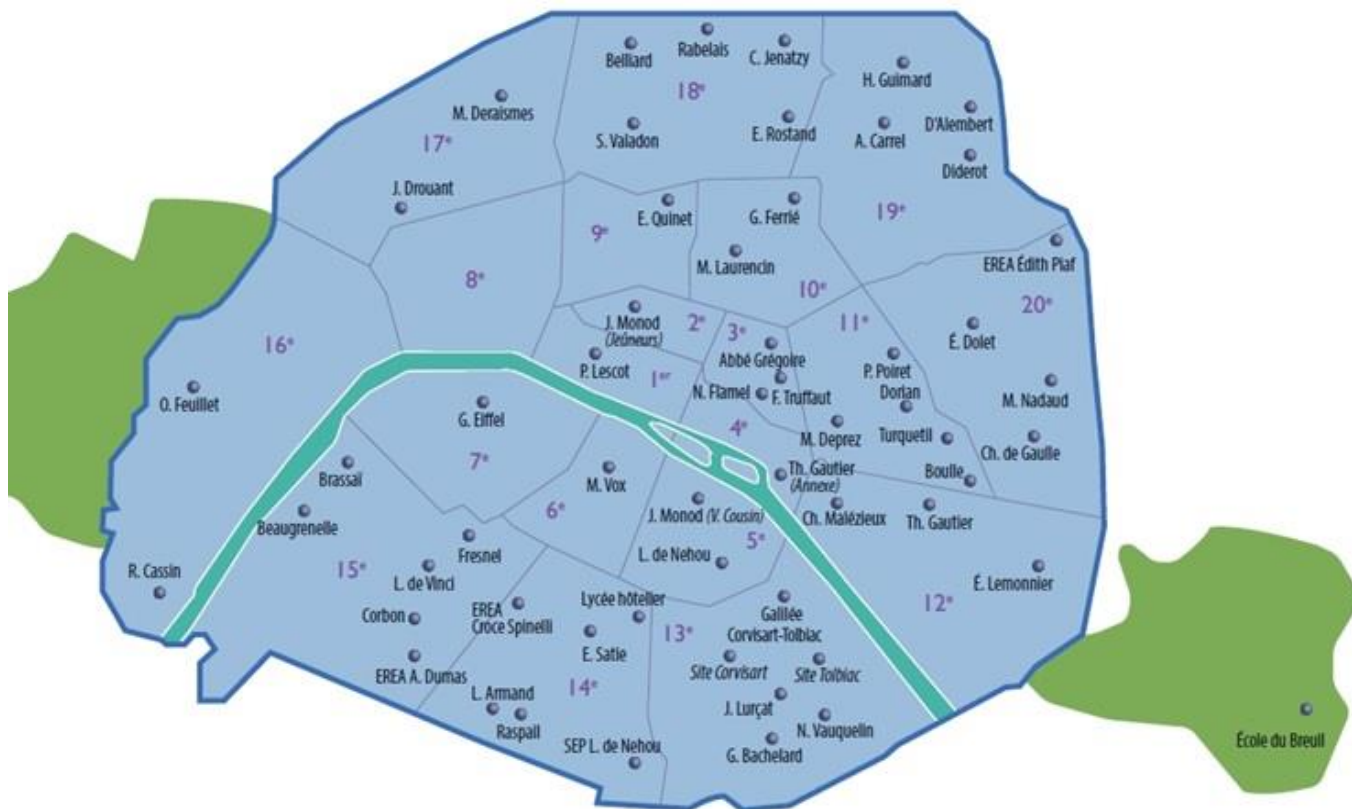 Belliard
Rabelais
C. Jenatzy
H. Guimard
M. Deraismes
18e
D'Alembert
S. Valadon
E. Rostand
A. Carrel
17e
Diderot
J. Drouant
E. Quinet
G. Ferrié
19e
9e
M. Laurencin
EREA Édith Piaf
8e
10e
20e
J. Monod
(Jeûneurs)
2e
3e
11e
16e
Abbé Grégoire
É. Dolet
P. Lescot
1er
P. Poiret
Dorian
N. Flamel
F. Truffaut
O. Feuillet
M. Nadaud
G. Eiffel
4e
M. Deprez
Turquetil
Ch. de Gaulle
7e
Brassaï
M. Vox
Th. Gautier
(Annexe)
Boulle
Beaugrenelle
6e
J. Monod (V. Cousin)
Ch. Malézieux
Th. Gautier
5e
Fresnel
L. de Nehou
R. Cassin
15e
L. de Vinci
É. Lemonnier
12e
Corbon
EREA
Croce Spinelli
Lycée hôtelier
Galilée
Corvisart-Tolbiac
E. Satie
13e
EREA A. Dumas
Site Corvisart
Site Tolbiac
L. Armand
14e
Raspail
J. Lurçat
N. Vauquelin
SEP L. de Nehou
G. Bachelard
École du Breuil